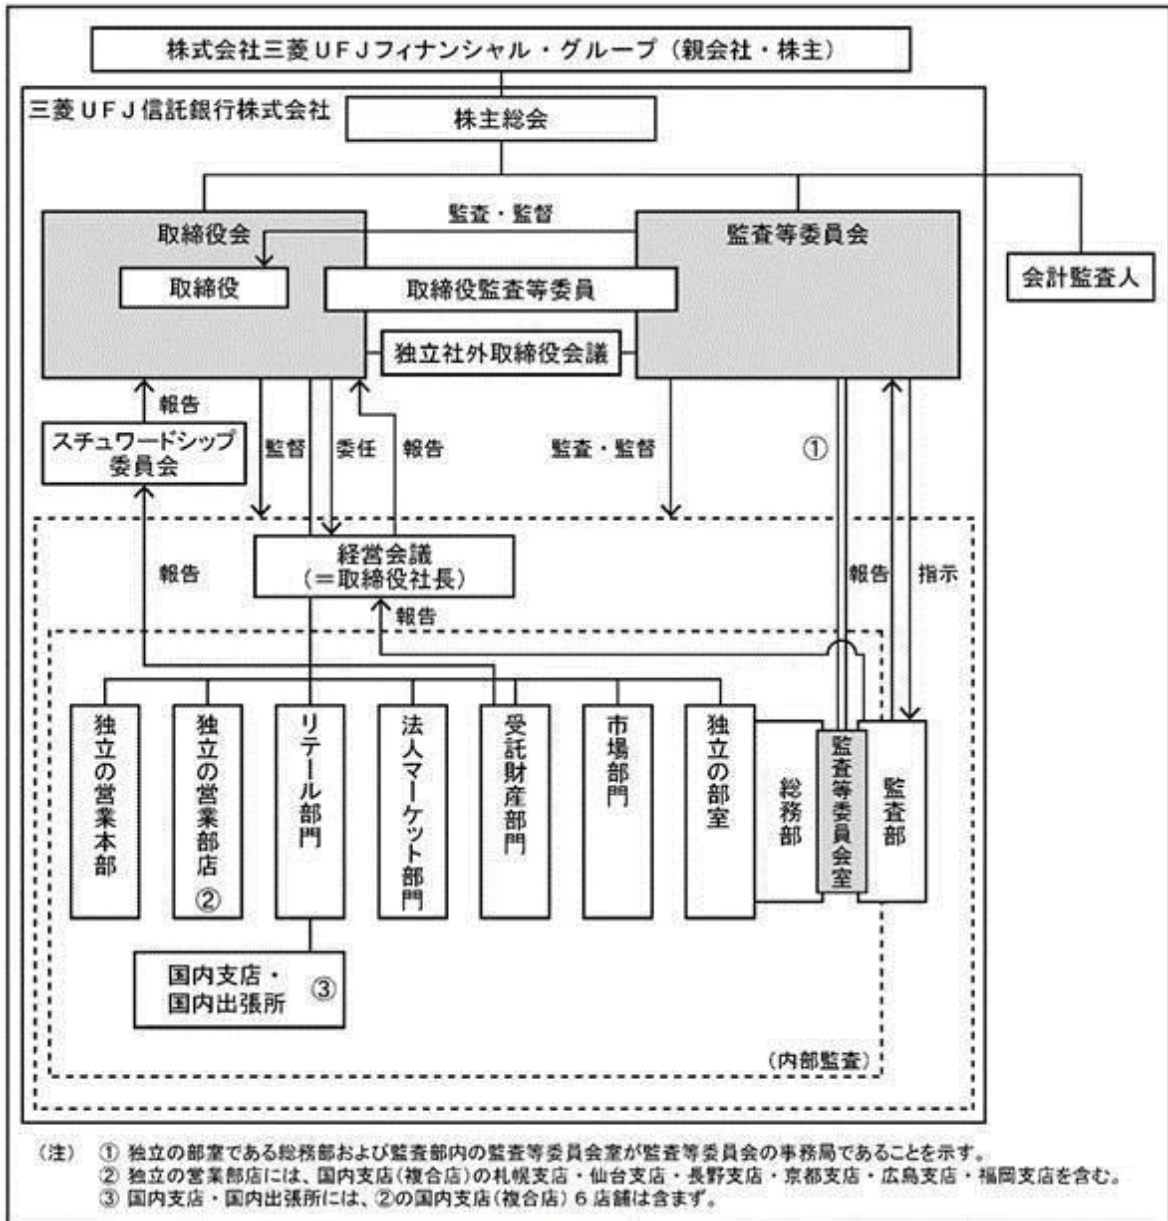 株式会社三菱UFJフィナンシャル・グループ（親会社・株主）
三菱UFJ信託銀行株式会社
株主総会
監査・監督
取締役会
監査等委員会
取締役
取締役監査等委員
会計監査人
独立社外取締役会議
報告
スチュワードシップ
委員会
監督
委任
報告
監査・監督
①
経営会議
（＝取締役社長）
報告
報告
報告
指示
独立の営業本部
独立の営業部店②
リテール部門
法人マーケット部門
受託財産部門
市場部門
独立の部室
総務部
監査等委員会室
監査部
国内支店・
国内出張所
③
（内部監査）
（注） ① 独立の部室である総務部および監査部内の監査等委員会室が監査等委員会の事務局であることを示す。
② 独立の営業部店には、国内支店（複合店）の札幌支店・仙台支店・長野支店・京都支店・広島支店・福岡支店を含む。
③ 国内支店・国内出張所には、②の国内支店（複合店）６店舗は含まず。